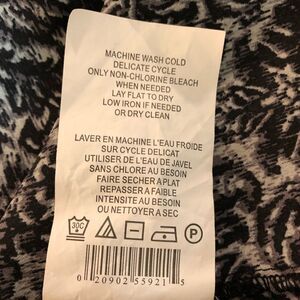 MACHINE WASH COLD
DELICATE CYCLE
ONLY NON-CHLORINE BLEACH
WHEN NEEDED
LAY FLAT TO DRY
LOW IRON IF NEEDED
OR DRY CLEAN
LAVER EN MACHINE L'EAU FROIDE
SUR CYCLE DELICAT
UTILISER DE L'EAU DE JAVEL
SANS CHLORE AU BESOIN
FAIRE SECHER A PLAT
REPASSER A FAIBLE
INTENSITE AU BESOIN
OU NETTOYER A SEC
30C P
0 20902 55921 5